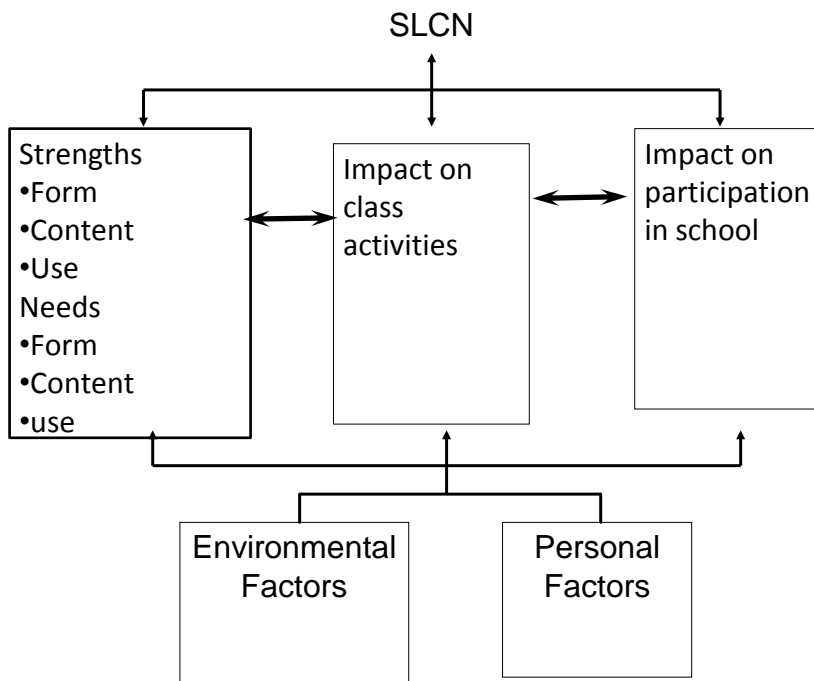 SLCN
Strengths
•Form
•Content
•Use
Needs
•Form
•Content
•use
Impact on
class
activities
Impact on
participation
in school
Environmental
Factors
Personal
Factors